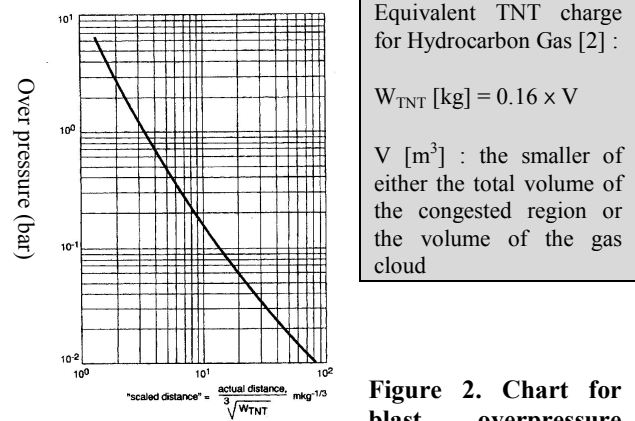 Over pressure (bar)
10¹
10⁰
10⁻¹
10⁻²
10⁰ 10¹ 10²
"scaled distance" = actual distance, / ³√W_TNT mkg⁻¹/³
Equivalent TNT charge
for Hydrocarbon Gas [2] :
W_TNT [kg] = 0.16 × V
V [m³] : the smaller of
either the total volume of
the congested region or
the volume of the gas
cloud
Figure 2. Chart for
blast overpressure